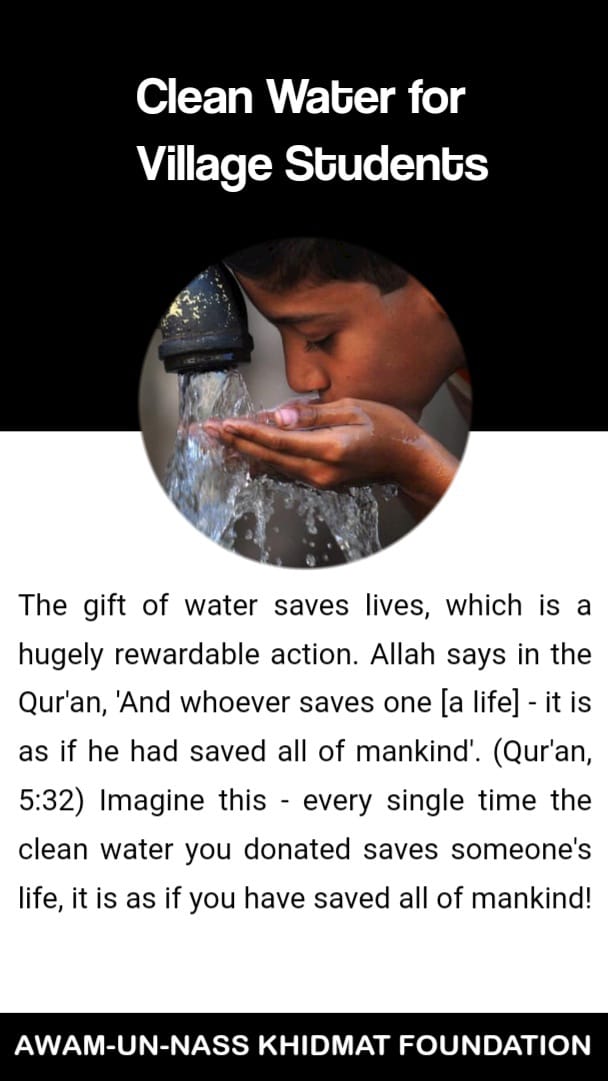 Clean Water for
Village Students
The gift of water saves lives, which is a
hugely rewardable action. Allah says in the
Qur'an, 'And whoever saves one [a life] - it is
as if he had saved all of mankind'. (Qur'an,
5:32) Imagine this - every single time the
clean water you donated saves someone's
life, it is as if you have saved all of mankind!
AWAM-UN-NASS KHIDMAT FOUNDATION